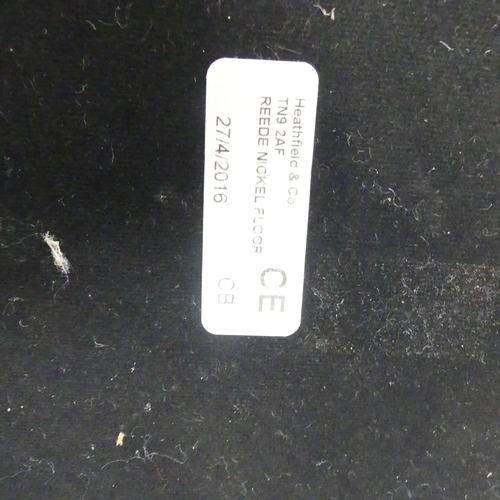 Heathfield & Co
TN9 2AF
REEDE NICKEL FLOOR
CE
27/4/2016 CB